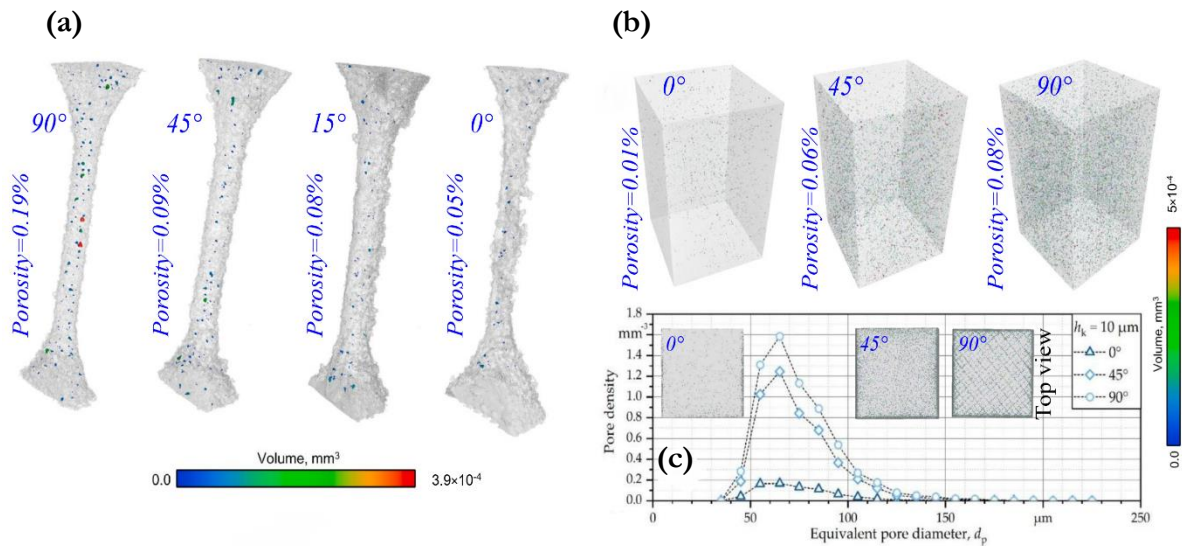 (a)
90°
Porosity=0.19%
45°
Porosity=0.09%
15°
Porosity=0.08%
0°
Porosity=0.05%
Volume, mm³
0.0
3.9×10⁻⁴
(b)
0°
Porosity=0.01%
45°
Porosity=0.06%
90°
Porosity=0.08%
5×10⁻⁴
Volume, mm³
0.0
(c)
Pore density
1.8
mm⁻³
1.4
1.2
1.0
0.8
0.6
0.4
0.2
0.0
0°
45°
90°
Top view
hk = 10 µm
0°
45°
90°
0
50
100
150
µm
250
Equivalent pore diameter, dp